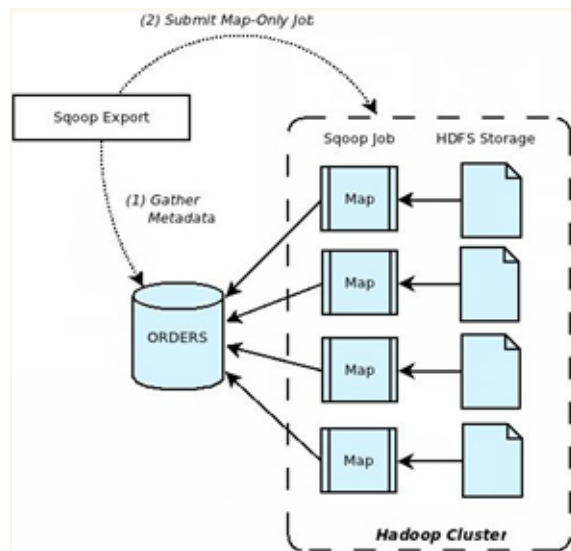 (2) Submit Map-Only Job
Sqoop Export
Sqoop Job
HDFS Storage
(1) Gather
Metadata
Map
Map
ORDERS
Map
Map
Hadoop Cluster